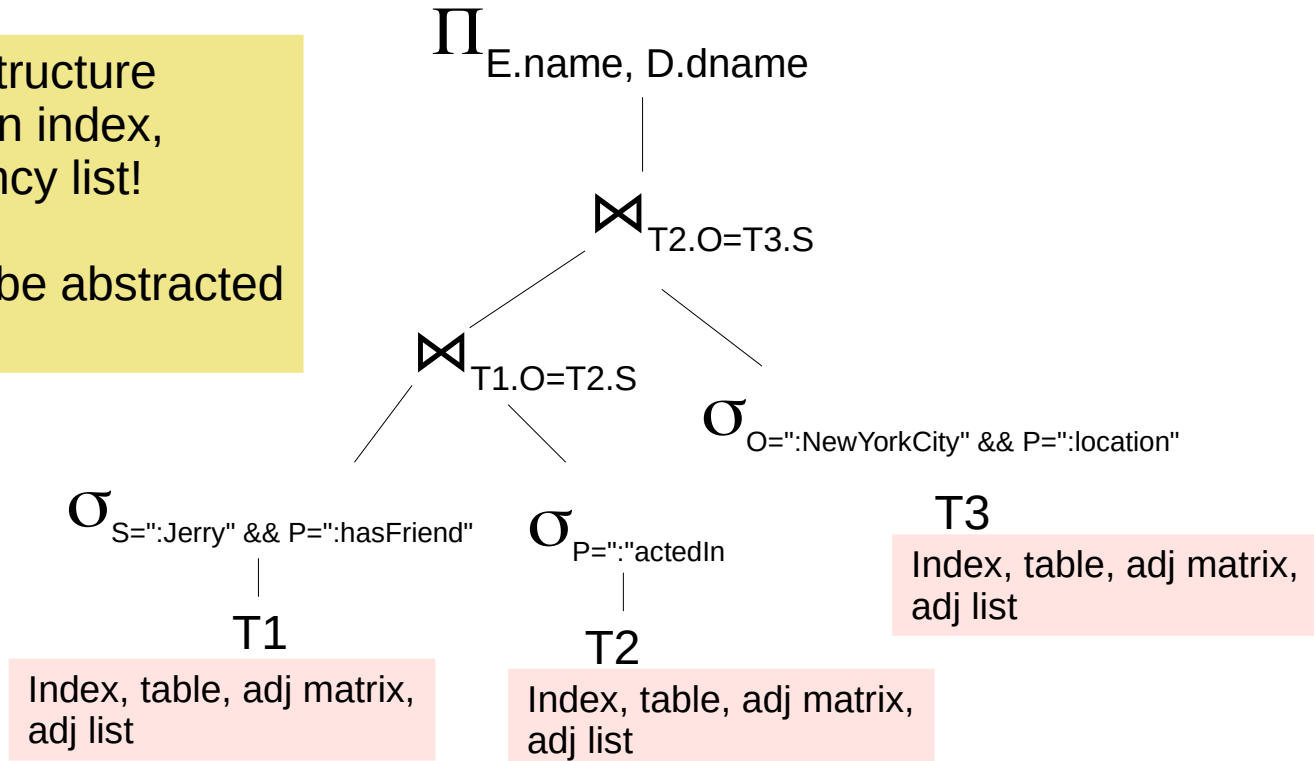 tructure
n index,
ncy list!
be abstracted
Π E.name, D.dname
⋈ T2.O=T3.S
⋈ T1.O=T2.S
σ O=":NewYorkCity" && P=":location"
σ S=":Jerry" && P=":hasFriend"
σ P=":"actedIn
T3
Index, table, adj matrix,
adj list
T1
Index, table, adj matrix,
adj list
T2
Index, table, adj matrix,
adj list